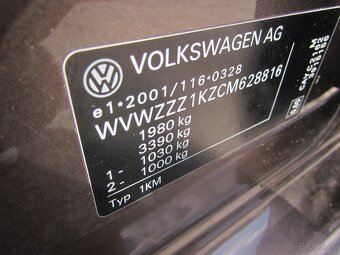 VOLKSWAGEN AG
e1*2001/116*0328
WVWZZZ1KZCM628816
1980 kg
3390 kg
1- 1030 kg
2- 1000 kg
TYP 1KM